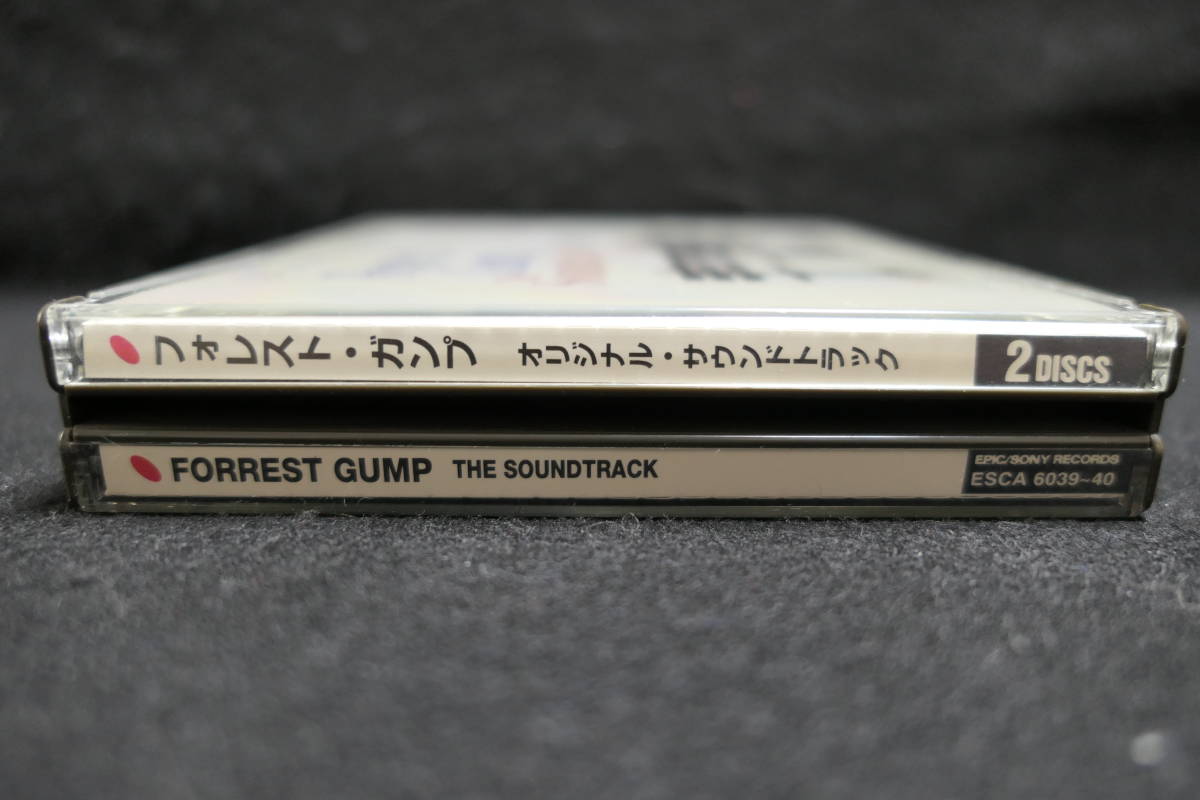 フォレスト・ガンプ オリジナル・サウンドトラック 2 DISCS
FORREST GUMP THE SOUNDTRACK
EPIC/SONY RECORDS
ESCA 6039~40